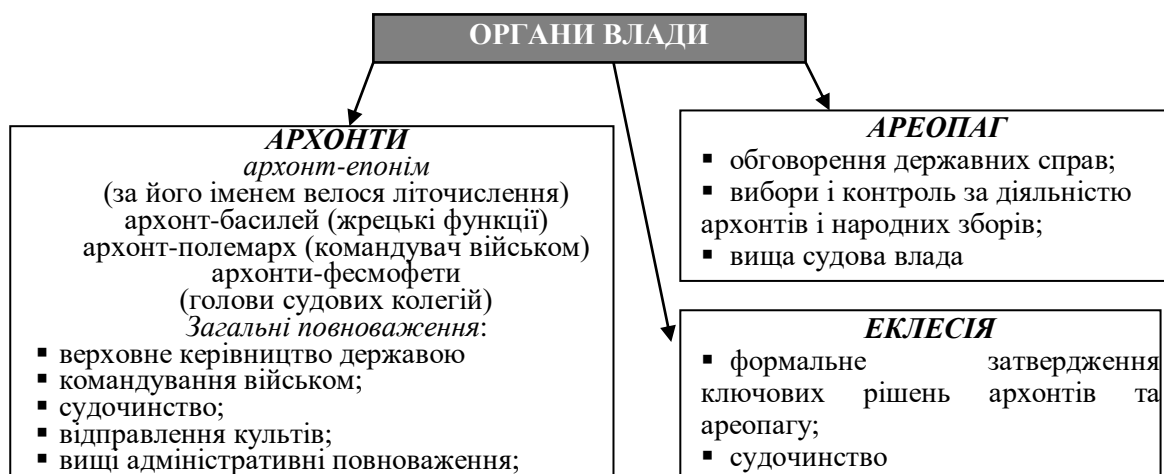 ОРГАНИ ВЛАДИ
АРХОНТИ
архонт-епонім
(за його іменем велося літочислення)
архонт-басилей (жрецькі функції)
архонт-полемарх (командувач військом)
архонти-фесмофети
(голови судових колегій)
Загальні повноваження:
▪ верховне керівництво державою
▪ командування військом;
▪ судочинство;
▪ відправлення культів;
▪ вищі адміністративні повноваження;
АРЕОПАГ
▪ обговорення державних справ;
▪ вибори і контроль за діяльністю
архонтів і народних зборів;
▪ вища судова влада
ЕКЛЕСІЯ
▪ формальне затвердження
ключових рішень архонтів та
ареопагу;
▪ судочинство